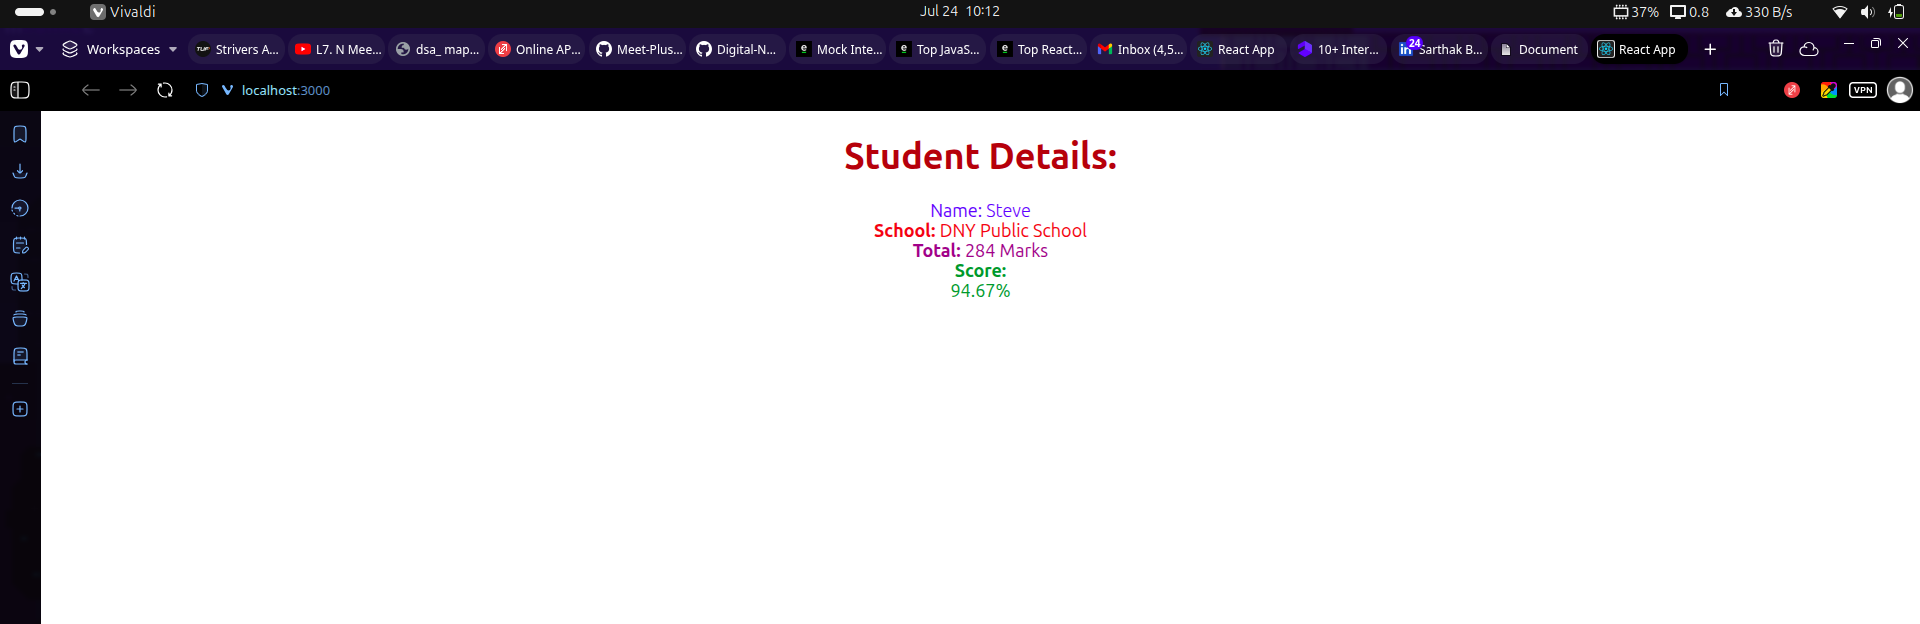 Vivaldi
Jul 24 10:12
37% 0.8 330 B/s
Workspaces
Strivers A...
L7. N Mee...
dsa_ map...
Online AP...
Meet-Plus...
Digital-N...
Mock Inte...
Top JavaS...
Top React...
Inbox (4,5...
React App
10+ Inter...
24
Sarthak B...
Document
React App
localhost:3000
VPN
Student Details:
Name: Steve
School: DNY Public School
Total: 284 Marks
Score:
94.67%